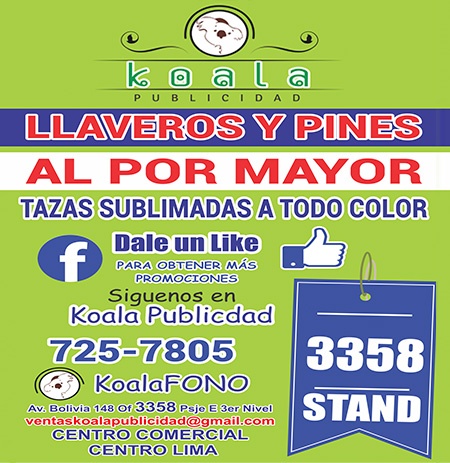 koala
PUBLICIDAD
LLAVEROS Y PINES
AL POR MAYOR
TAZAS SUBLIMADAS A TODO COLOR
f
Dale un Like
PARA OBTENER MÁS
PROMOCIONES
Siguenos en
Koala Publicdad
725-7805
KoalaFONO
Av. Bolivia 148 Of 3358 Psje E 3er Nivel
ventaskoalapublicidad@gmail.com
CENTRO COMERCIAL
CENTRO LIMA
3358
STAND